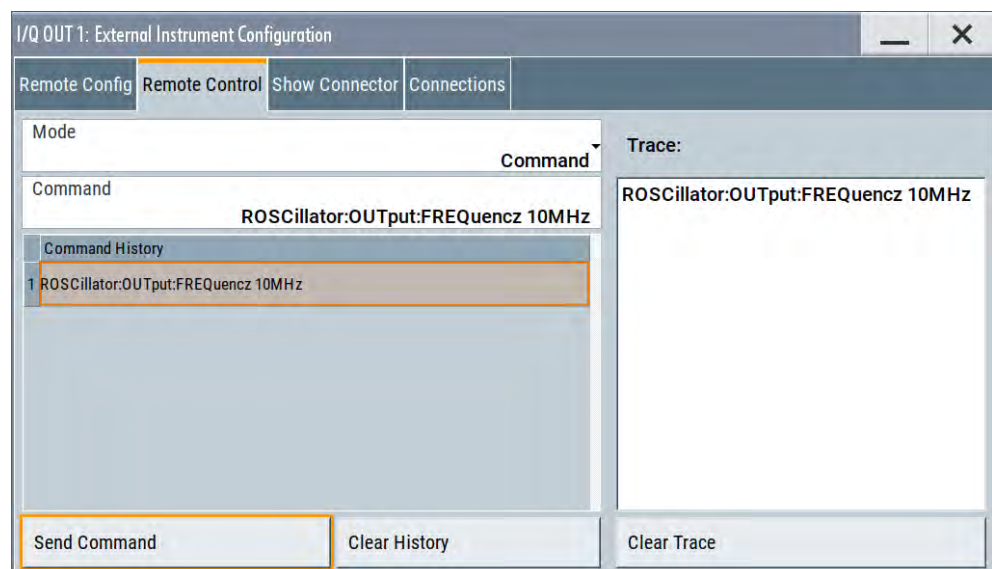 I/Q OUT 1: External Instrument Configuration
Remote Config Remote Control Show Connector Connections
Mode
Command
Command
ROSCillator:OUTput:FREQuencz 10MHz
Command History
1 ROSCillator:OUTput:FREQuencz 10MHz
Send Command
Clear History
Trace:
ROSCillator:OUTput:FREQuencz 10MHz
Clear Trace